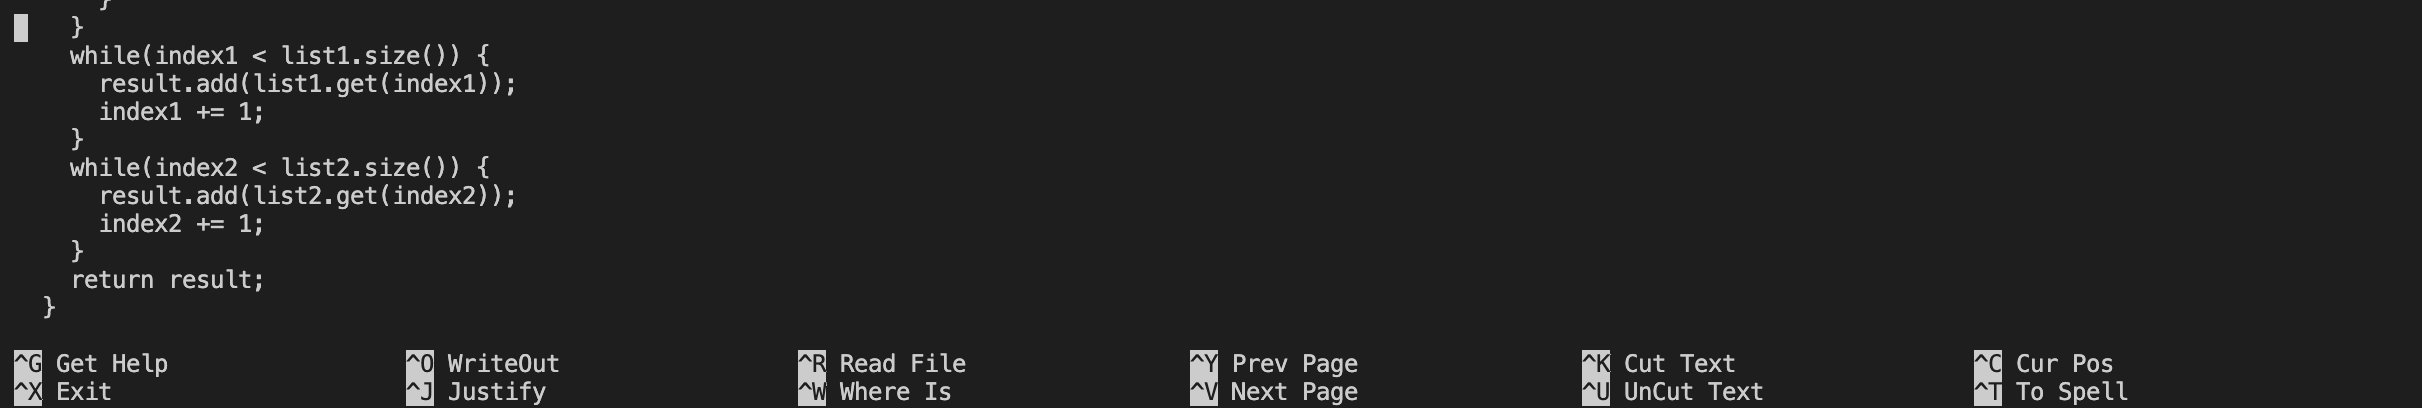 }
}
while(index1 < list1.size()) {
result.add(list1.get(index1));
index1 += 1;
}
while(index2 < list2.size()) {
result.add(list2.get(index2));
index2 += 1;
}
return result;
}
^G Get Help ^O WriteOut ^R Read File ^Y Prev Page ^K Cut Text ^C Cur Pos
^X Exit ^J Justify ^W Where Is ^V Next Page ^U UnCut Text ^T To Spell